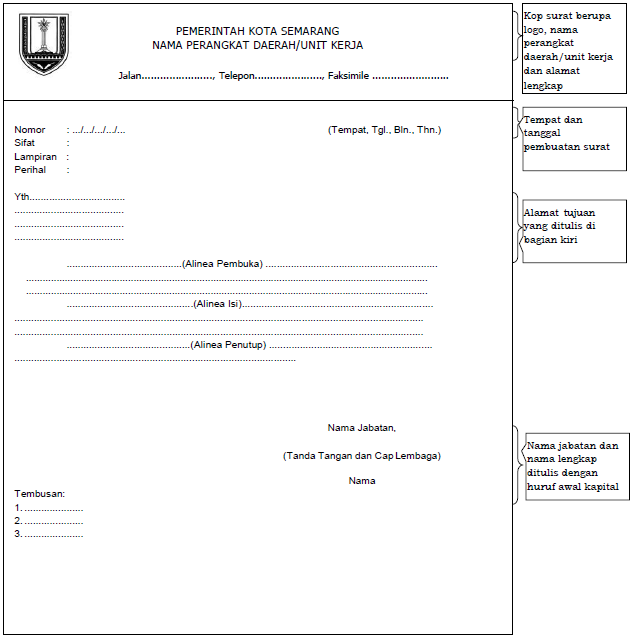 PEMERINTAH KOTA SEMARANG
NAMA PERANGKAT DAERAH/UNIT KERJA
Jalan......................., Telepon......................, Faksimile .........................
Kop surat berupa
logo, nama
perangkat
daerah/unit kerja
dan alamat
lengkap
Nomor : .../.../.../.../... (Tempat, Tgl., Bln., Thn.)
Sifat :
Lampiran :
Perihal :
Tempat dan
tanggal
pembuatan surat
Yth...................................
........................................
........................................
........................................
Alamat tujuan
yang ditulis di
bagian kiri
..........................................(Alinea Pembuka) ...............................................................
..................................................................................................................................................
..................................................................................................................................................
..............................................(Alinea Isi)......................................................................
.....................................................................................................................................................
.....................................................................................................................................................
.............................................(Alinea Penutup) ............................................................
.......................................................................................................
Nama Jabatan,
(Tanda Tangan dan Cap Lembaga)
Nama
Nama jabatan dan
nama lengkap
ditulis dengan
huruf awal kapital
Tembusan:
1. .....................
2. .....................
3. .....................